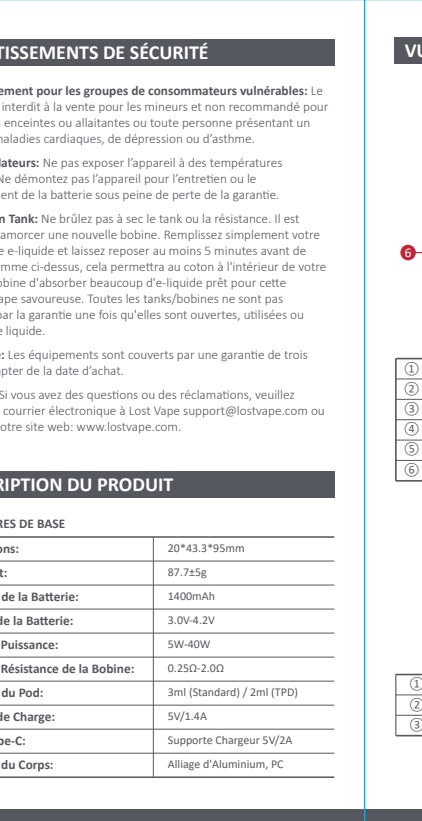 TISSEMENTS DE SÉCURITÉ
ement pour les groupes de consommateurs vulnérables: Le
interdit à la vente pour les mineurs et non recommandé pour
enceintes ou allaitantes ou toute personne présentant un
maladies cardiaques, de dépression ou d'asthme.
lateurs: Ne pas exposer l'appareil à des températures
Ne démontez pas l'appareil pour l'entretien ou le
ent de la batterie sous peine de perte de la garantie.
n Tank: Ne brûlez pas à sec le tank ou la résistance. Il est
amorcer une nouvelle bobine. Remplissez simplement votre
e e-liquide et laissez reposer au moins 5 minutes avant de
mme ci-dessus, cela permettra au coton à l'intérieur de votre
obine d'absorber beaucoup d'e-liquide prêt pour cette
ape savoureuse. Toutes les tanks/bobines ne sont pas
par la garantie une fois qu'elles sont ouvertes, utilisées ou
e liquide.
: Les équipements sont couverts par une garantie de trois
pter de la date d'achat.
Si vous avez des questions ou des réclamations, veuillez
courrier électronique à Lost Vape support@lostvape.com ou
otre site web: www.lostvape.com.
RIPTION DU PRODUIT
RES DE BASE
ons: 20*43.3*95mm
t: 87.7±5g
de la Batterie: 1400mAh
de la Batterie: 3.0V-4.2V
Puissance: 5W-40W
Résistance de la Bobine: 0.25Ω-2.0Ω
du Pod: 3ml (Standard) / 2ml (TPD)
de Charge: 5V/1.4A
pe-C: Supporte Chargeur 5V/2A
du Corps: Alliage d'Aluminium, PC
VU
6
①
②
③
④
⑤
⑥
①
②
③